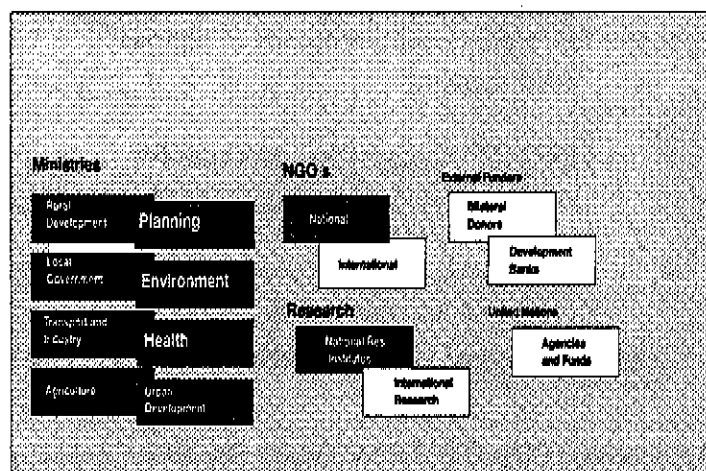 Ministries
Rural
Development
Planning
Local
Government
Environment
Transport and
Industry
Health
Agriculture
Urban
Development
NGO s
National
International
Research
National Res
Institutes
International
Research
External Funders
Bilateral
Donors
Development
Banks
United Nations
Agencies
and Funds